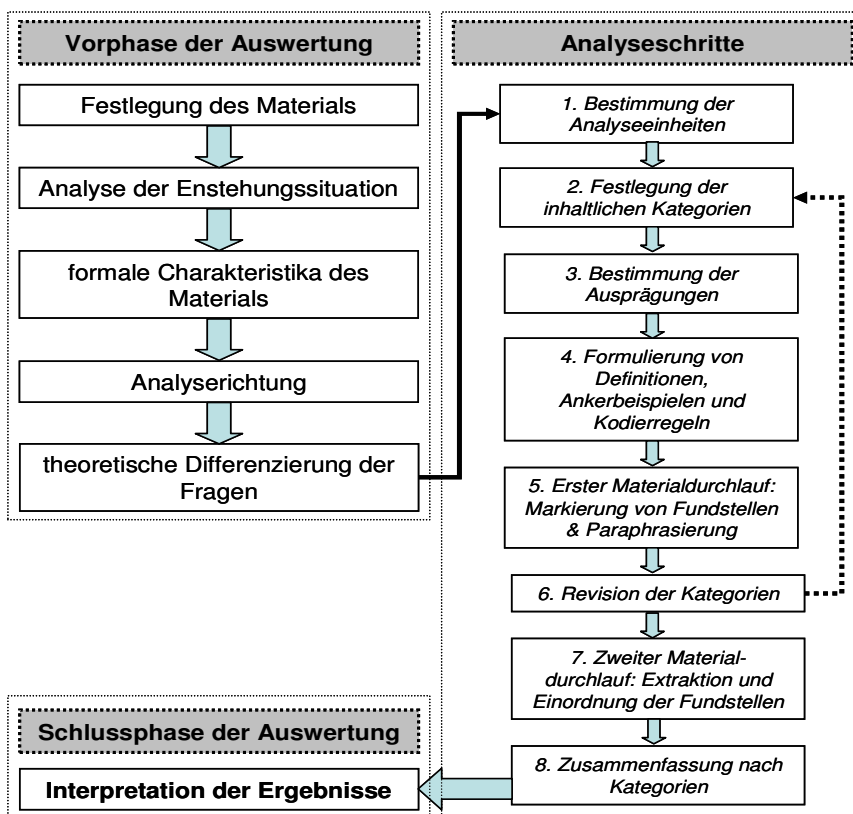 Vorphase der Auswertung
Festlegung des Materials
Analyse der Enstehungssituation
formale Charakteristika des
Materials
Analyserichtung
theoretische Differenzierung der
Fragen
Analyseschritte
1. Bestimmung der
Analyseeinheiten
2. Festlegung der
inhaltlichen Kategorien
3. Bestimmung der
Ausprägungen
4. Formulierung von
Definitionen,
Ankerbeispielen und
Kodierregeln
5. Erster Materialdurchlauf:
Markierung von Fundstellen
& Paraphrasierung
6. Revision der Kategorien
7. Zweiter Material-
durchlauf: Extraktion und
Einordnung der Fundstellen
8. Zusammenfassung nach
Kategorien
Schlussphase der Auswertung
Interpretation der Ergebnisse